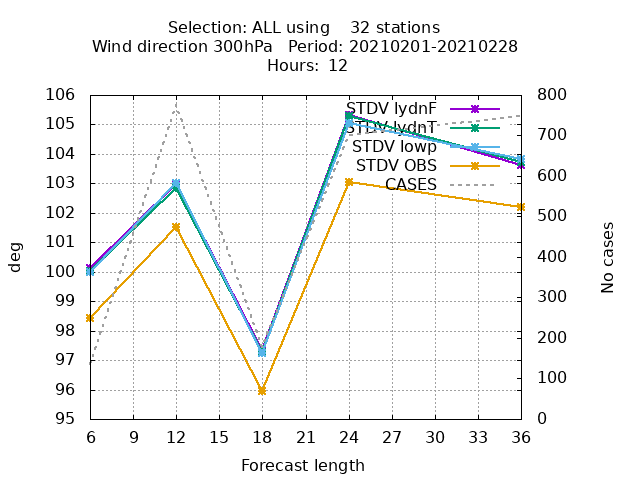 Selection: ALL using 32 stations
Wind direction 300hPa Period: 20210201-20210228
Hours: 12
106
105
104
103
102
101
100
99
98
97
96
95
800
700
600
500
400
300
200
100
0
STDV lydnF
STDV lydnT
STDV lowp
STDV OBS
CASES
deg
No cases
6 9 12 15 18 21 24 27 30 33 36
Forecast length